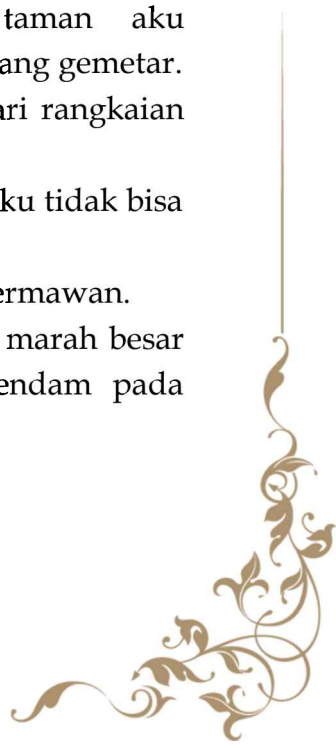 taman aku
ang gemetar.
ari rangkaian
ku tidak bisa
ermawan.
marah besar
endam pada